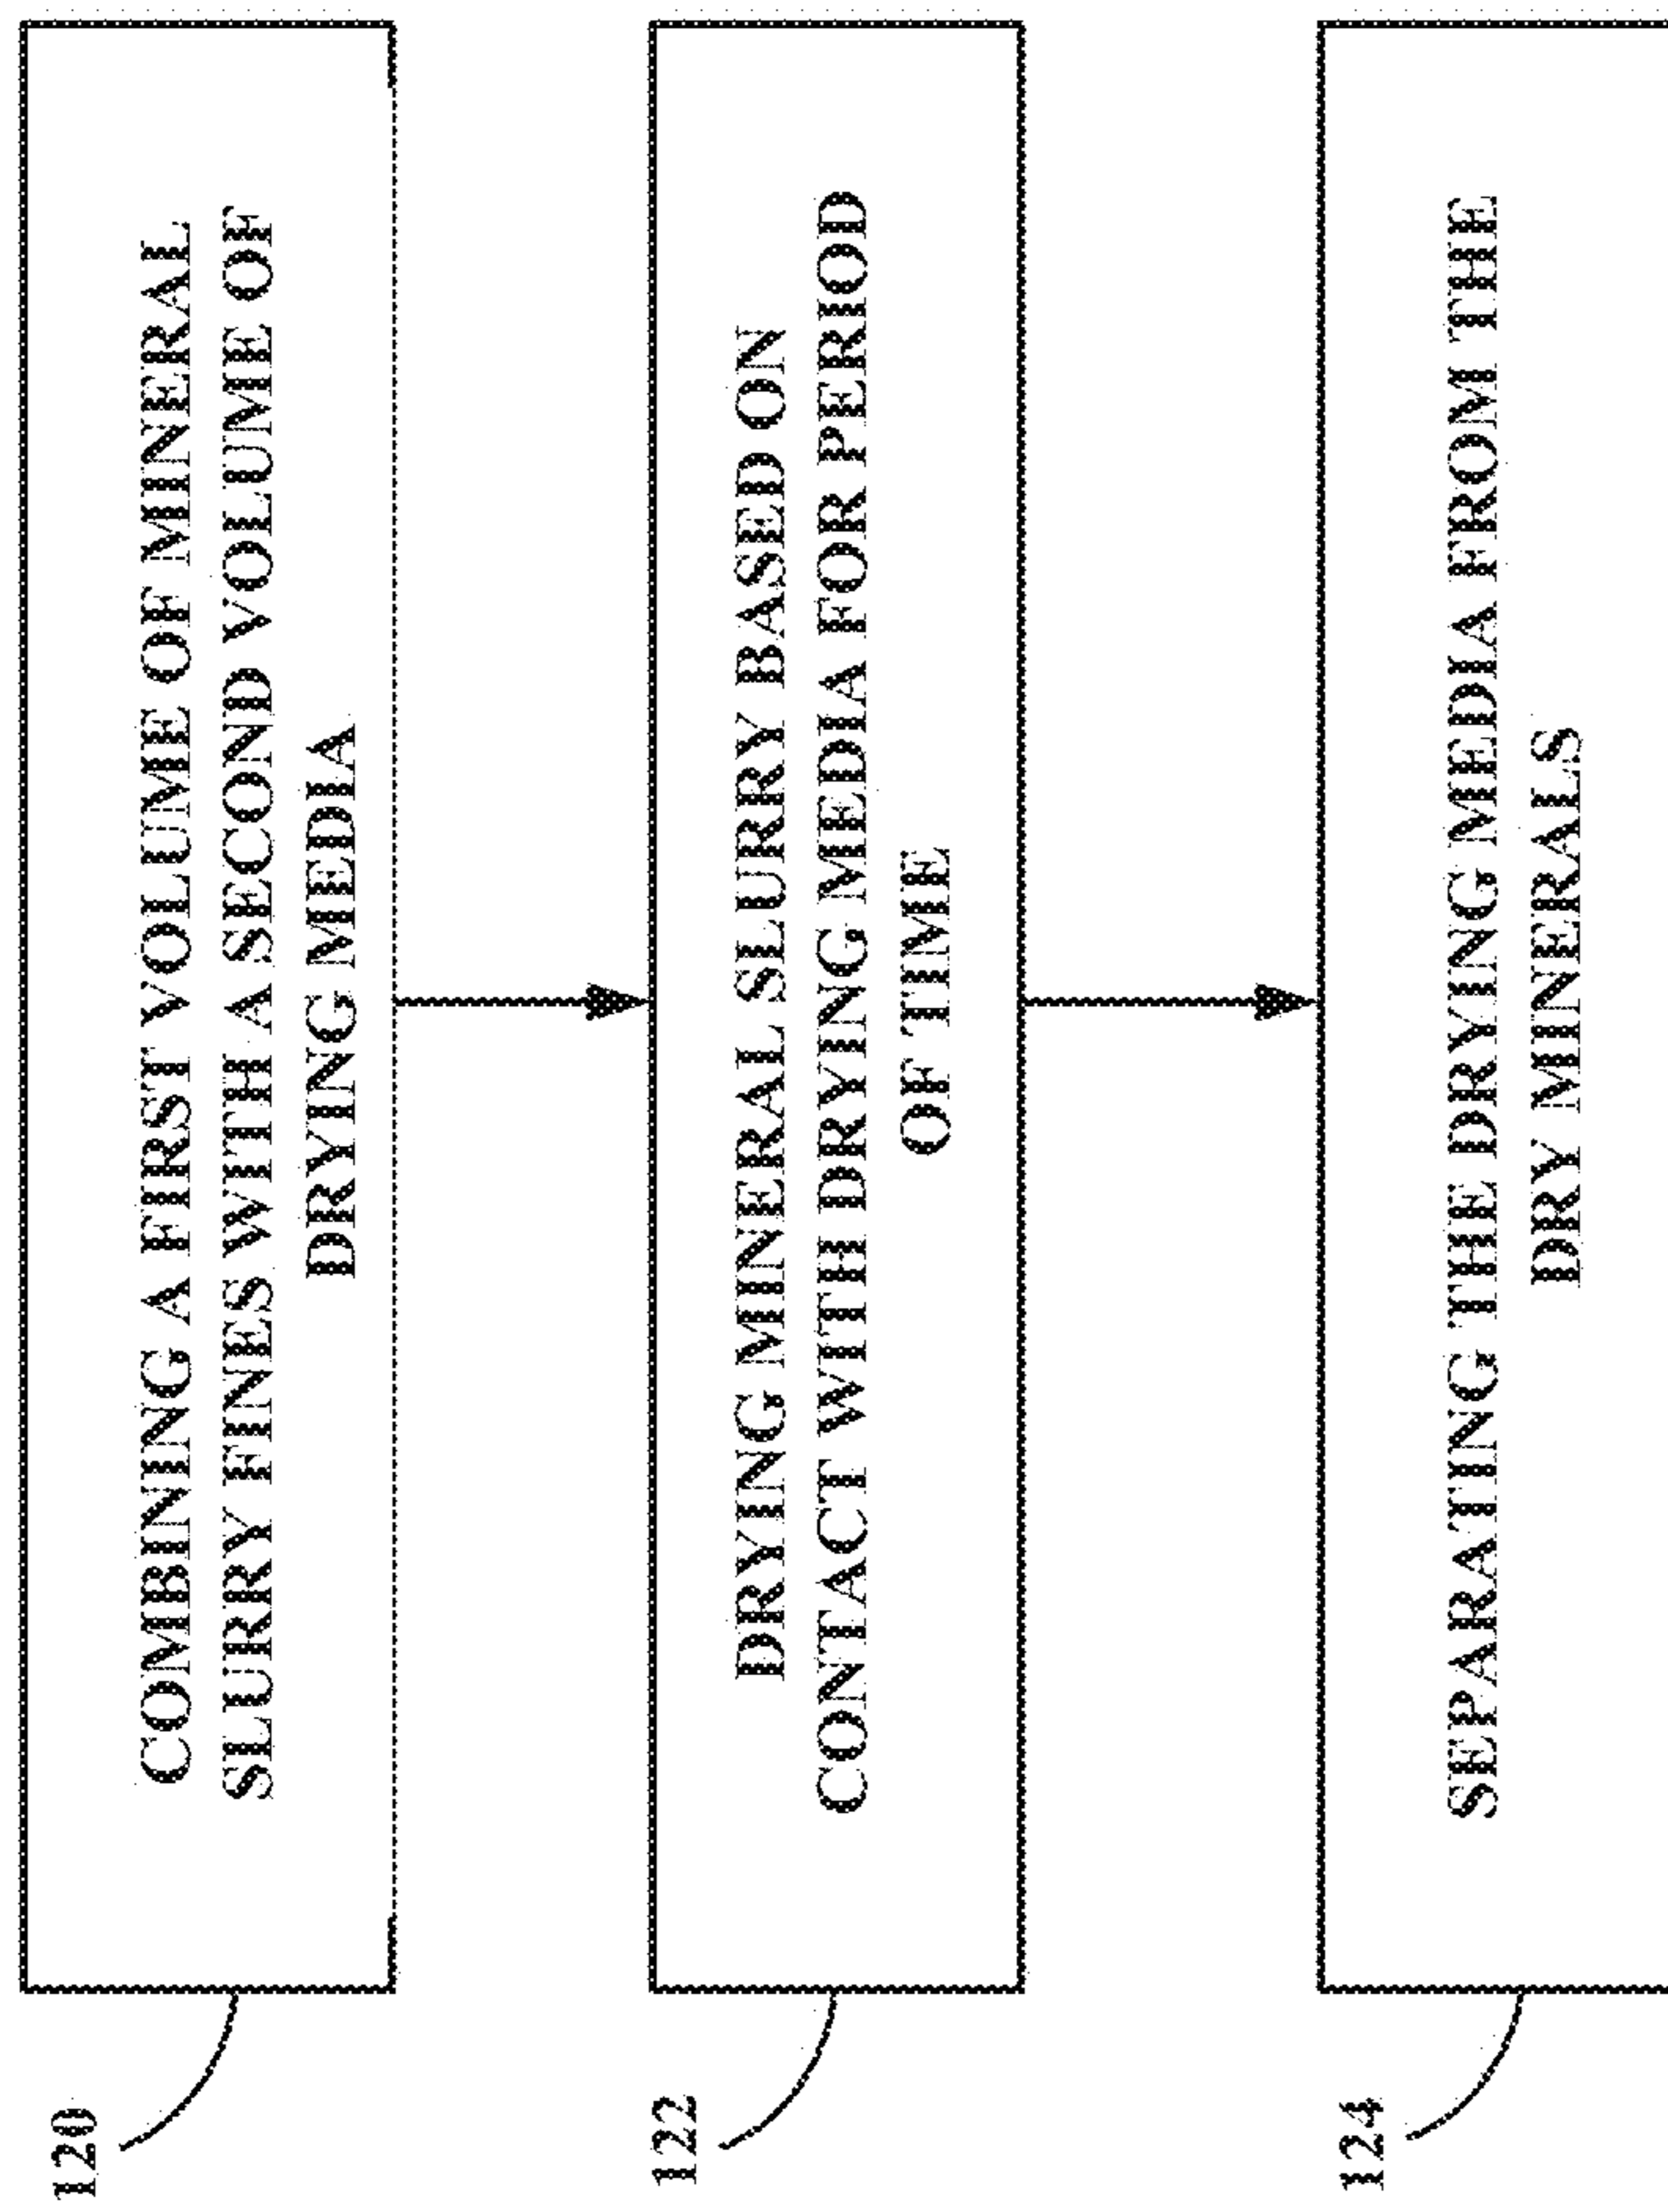 120
COMBINING A FIRST VOLUME OF MINERAL
SLURRY FINES WITH A SECOND VOLUME OF
DRYING MEDIA
122
DRYING MINERAL SLURRY BASED ON
CONTACT WITH DRYING MEDIA FOR PERIOD
OF TIME
124
SEPARATING THE DRYING MEDIA FROM THE
DRY MINERALS